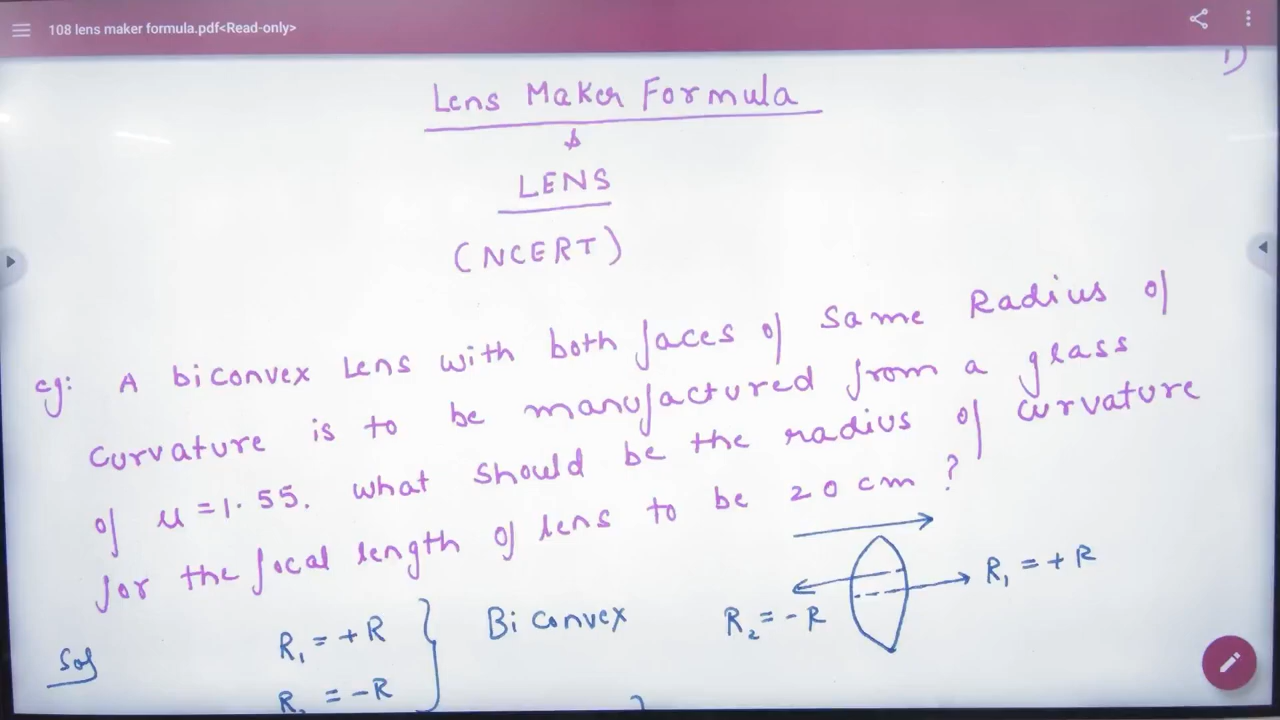 108 lens maker formula.pdf<Read-only>
1)
Lens Maker Formula
&
LENS
(NCERT)
eg: A biconvex Lens with both faces of Same Radius of
Curvature is to be manufactured from a glass
of μ = 1.55. what should be the radius of curvature
for the focal length of lens to be 20 cm ?
Sol
R₁ = +R
R₂ = -R
Bi convex
R₂ = - R
R₁ = + R